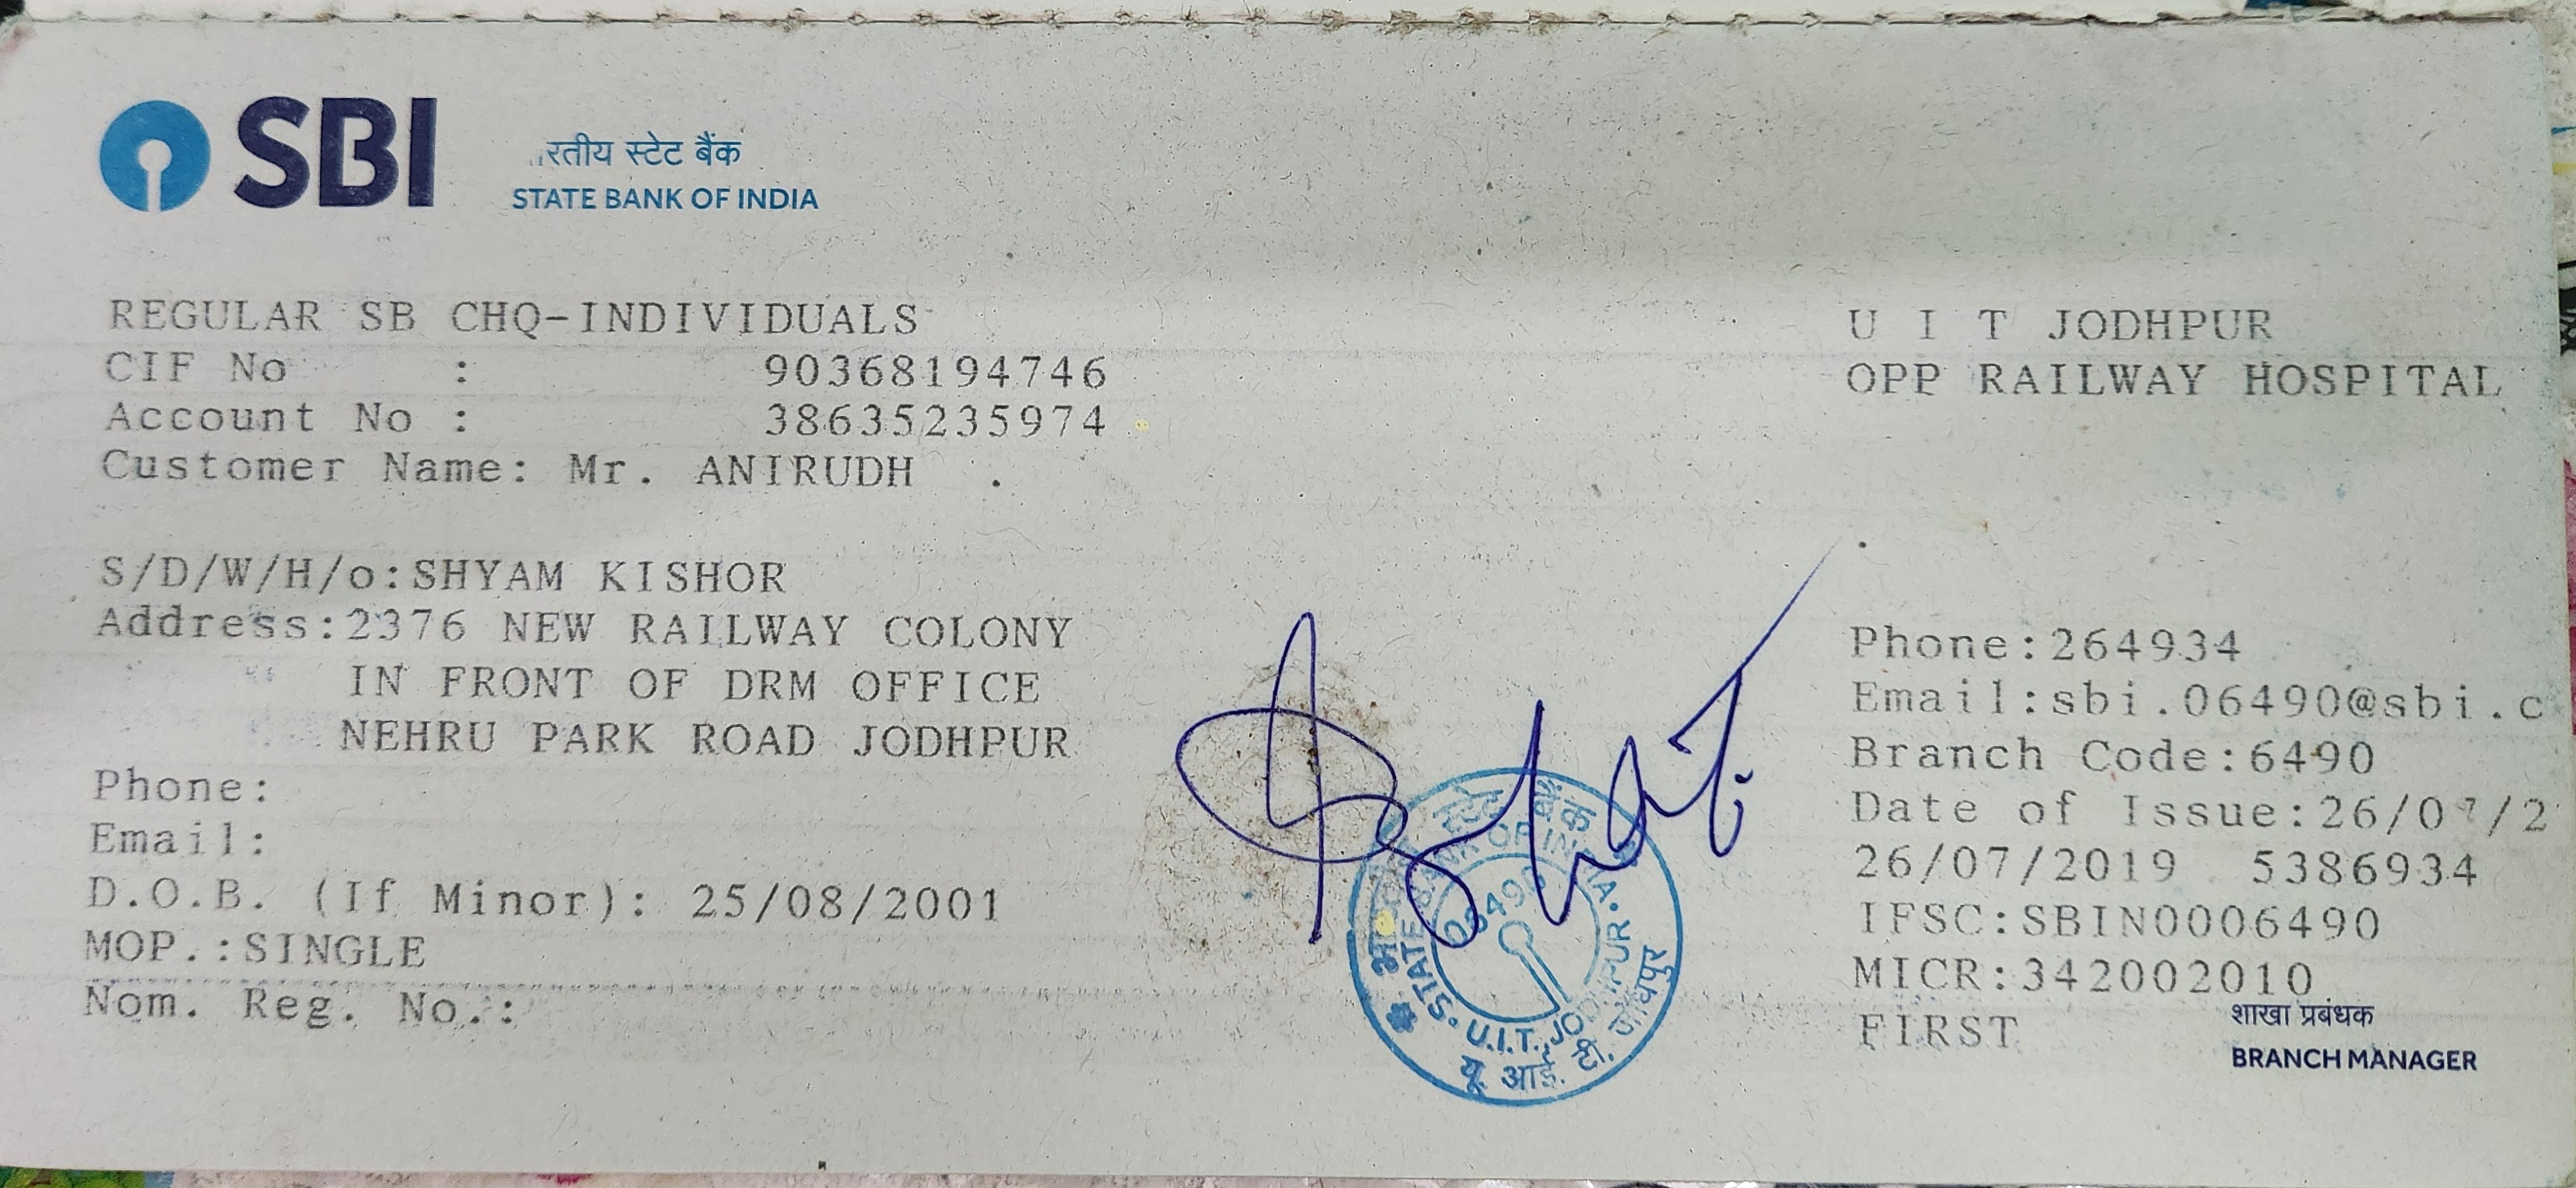 SBI
रतीय स्टेट बैंक
STATE BANK OF INDIA
REGULAR SB CHQ-INDIVIDUALS
CIF No : 90368194746
Account No : 38635235974
Customer Name: Mr. ANIRUDH .
S/D/W/H/o:SHYAM KISHOR
Address:2376 NEW RAILWAY COLONY
IN FRONT OF DRM OFFICE
NEHRU PARK ROAD JODHPUR
Phone:
Email:
D.O.B. (If Minor): 25/08/2001
MOP.:SINGLE
Nom. Reg. No.:
U I T JODHPUR
OPP RAILWAY HOSPITAL
Phone:264934
Email:sbi.06490@sbi.c
Branch Code:6490
Date of Issue:26/07/2
26/07/2019 5386934
IFSC:SBIN0006490
MICR:342002010
FIRST
शाखा प्रबंधक
BRANCH MANAGER
स्टेट बैंक
STATE BANK OF INDIA
U.I.T. JODHPUR
यू. आई. टी. जोधपुर